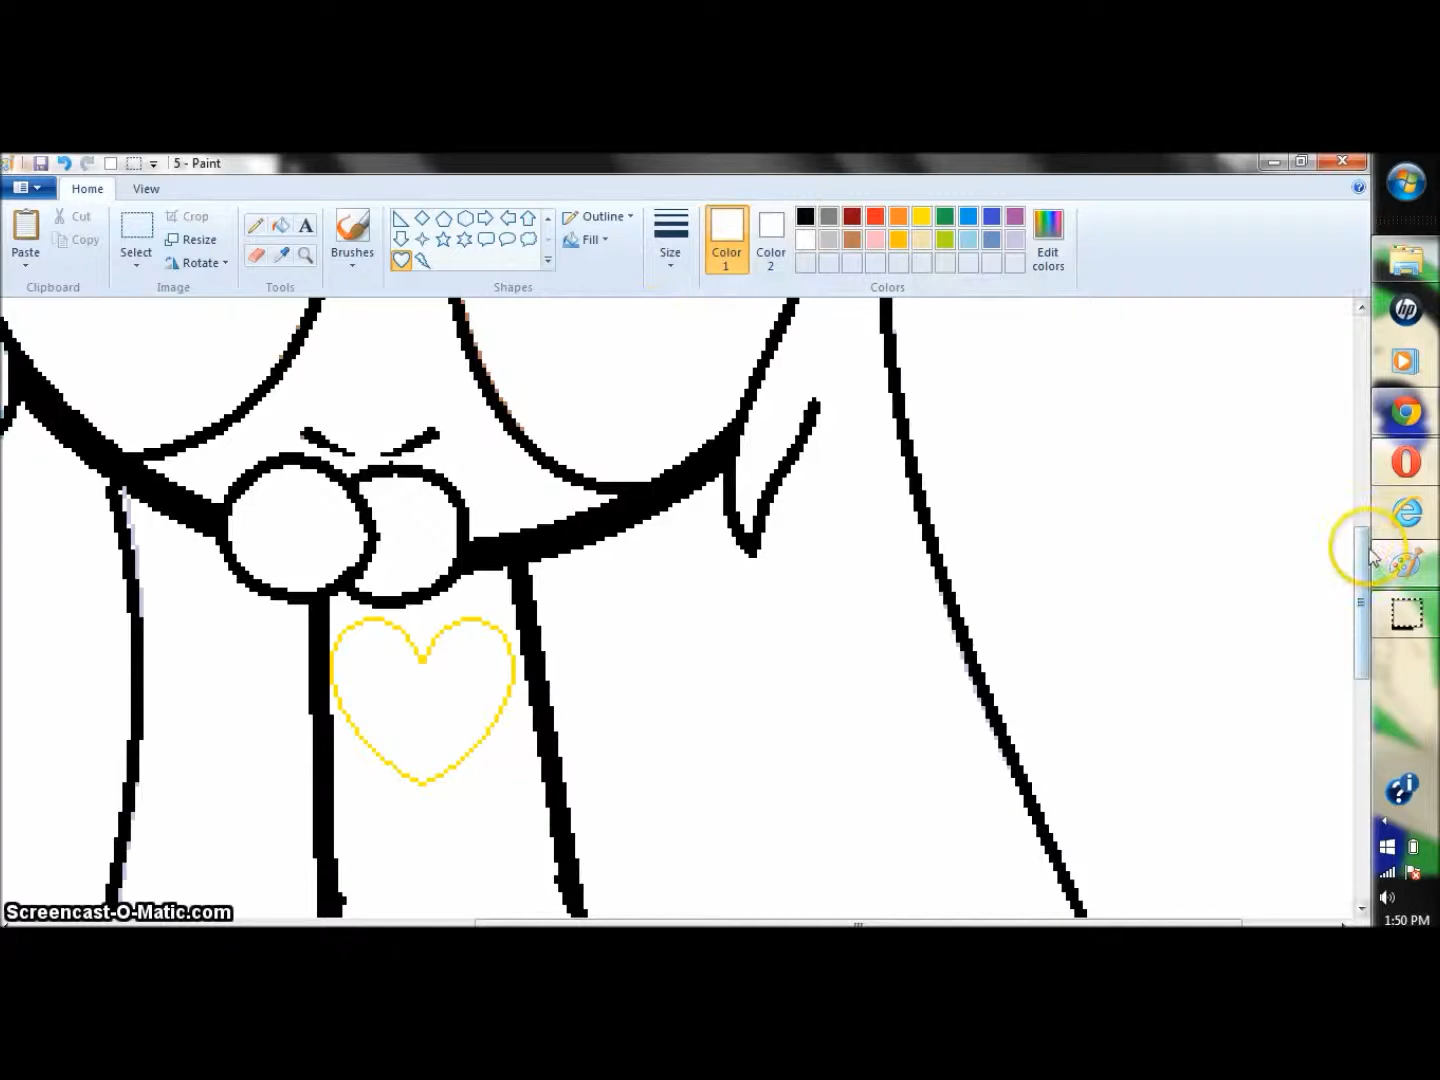 5 - Paint
Home View
Paste
Cut
Copy
Select
Crop
Resize
Rotate
A
Brushes
Outline
Fill
Size
Color 1
Color 2
Edit colors
Clipboard Image Tools Shapes Colors
hp
Screencast-O-Matic.com
1:50 PM